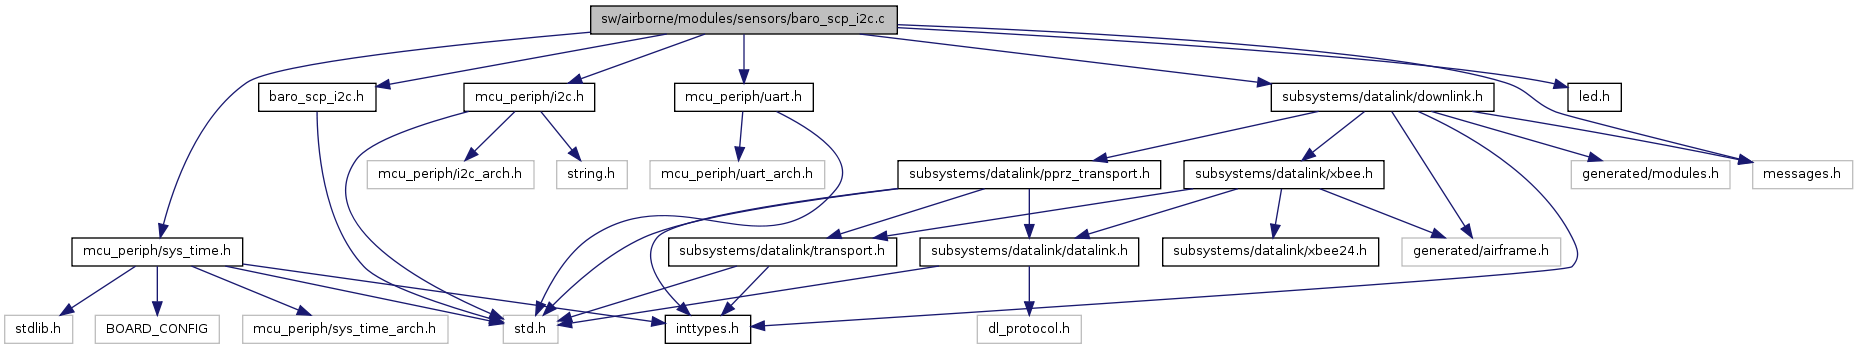 sw/airborne/modules/sensors/baro_scp_i2c.c
baro_scp_i2c.h
mcu_periph/i2c.h
mcu_periph/uart.h
subsystems/datalink/downlink.h
led.h
mcu_periph/i2c_arch.h
string.h
mcu_periph/uart_arch.h
subsystems/datalink/pprz_transport.h
subsystems/datalink/xbee.h
generated/modules.h
messages.h
mcu_periph/sys_time.h
subsystems/datalink/transport.h
subsystems/datalink/datalink.h
subsystems/datalink/xbee24.h
generated/airframe.h
stdlib.h
BOARD_CONFIG
mcu_periph/sys_time_arch.h
std.h
inttypes.h
dl_protocol.h